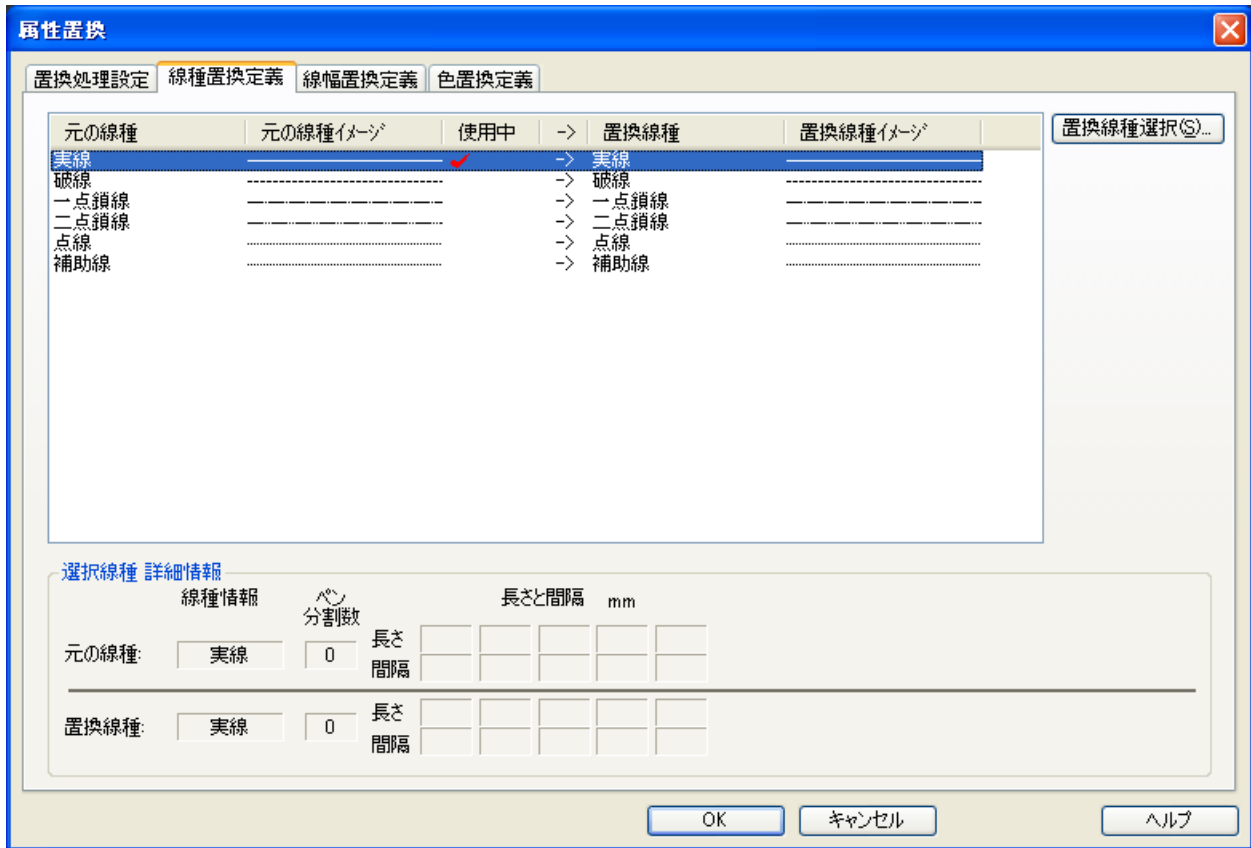 属性置換
置換処理設定 線種置換定義 線幅置換定義 色置換定義
元の線種 元の線種イメージ 使用中 -> 置換線種 置換線種イメージ 置換線種選択(S)...
実線 -> 実線
破線 -> 破線
一点鎖線 -> 一点鎖線
二点鎖線 -> 二点鎖線
点線 -> 点線
補助線 -> 補助線
選択線種 詳細情報
線種情報 ペン 長さと間隔 mm
分割数
元の線種: 実線 0 長さ
間隔
置換線種: 実線 0 長さ
間隔
OK キャンセル ヘルプ